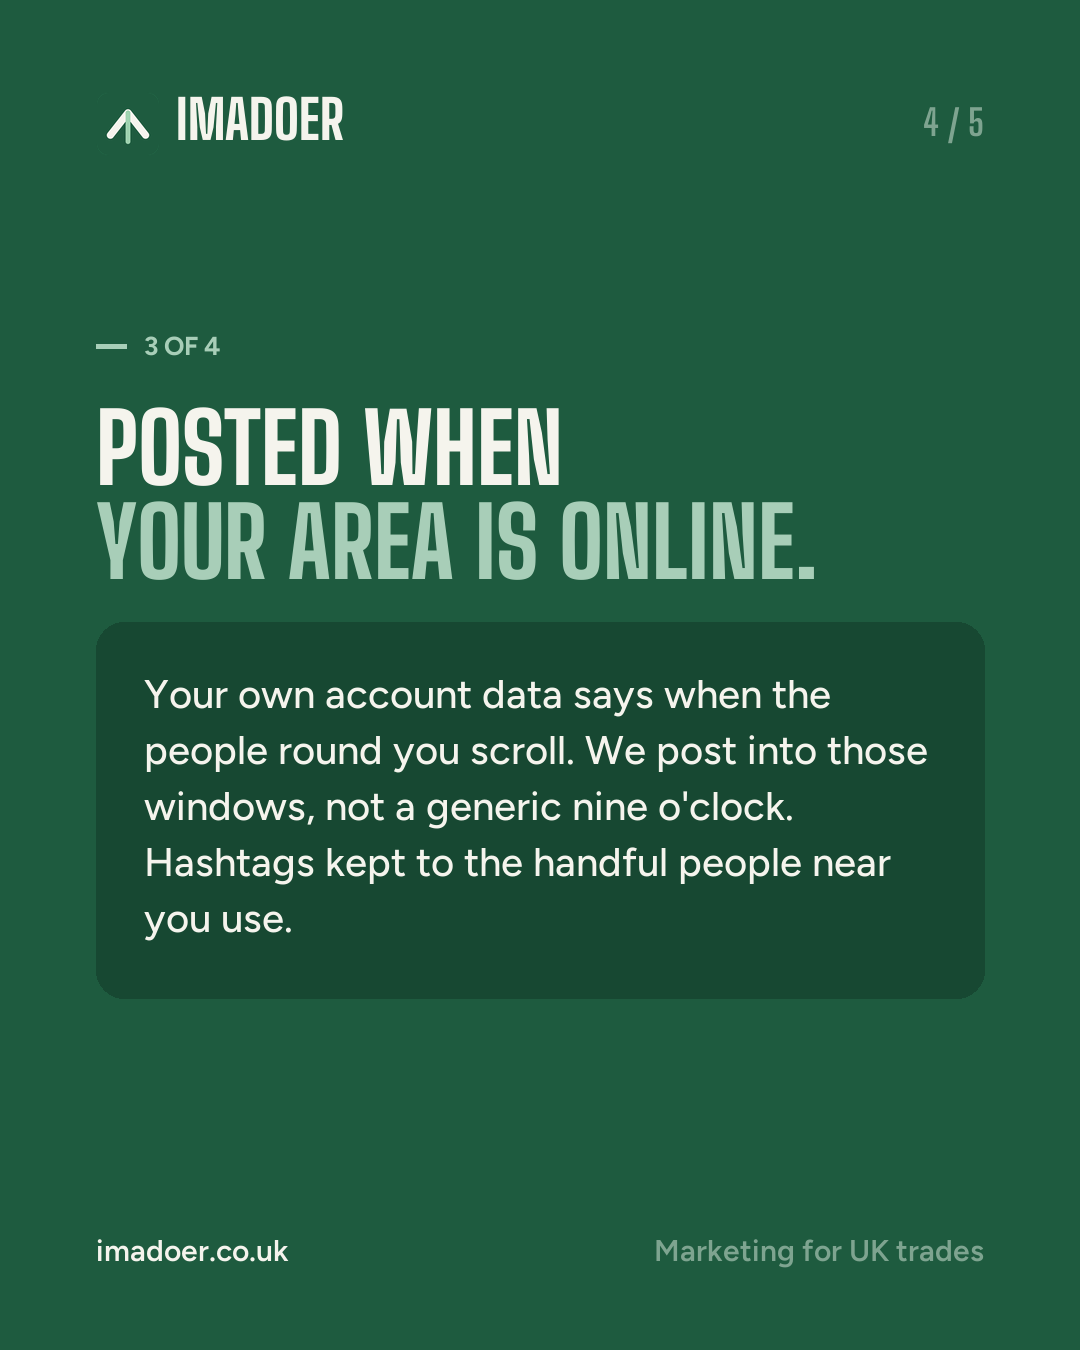 IMADOER
4 / 5
3 OF 4
POSTED WHEN
YOUR AREA IS ONLINE.
Your own account data says when the
people round you scroll. We post into those
windows, not a generic nine o'clock.
Hashtags kept to the handful people near
you use.
imadoer.co.uk
Marketing for UK trades